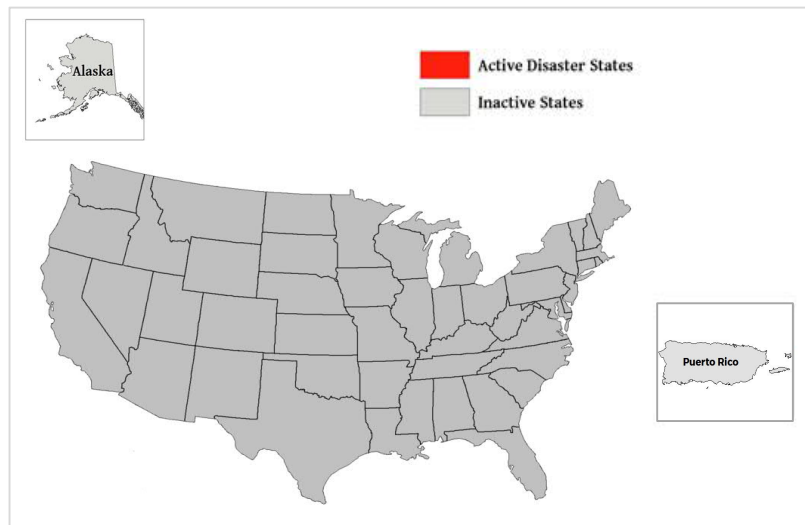 Alaska
Active Disaster States
Inactive States
Puerto Rico